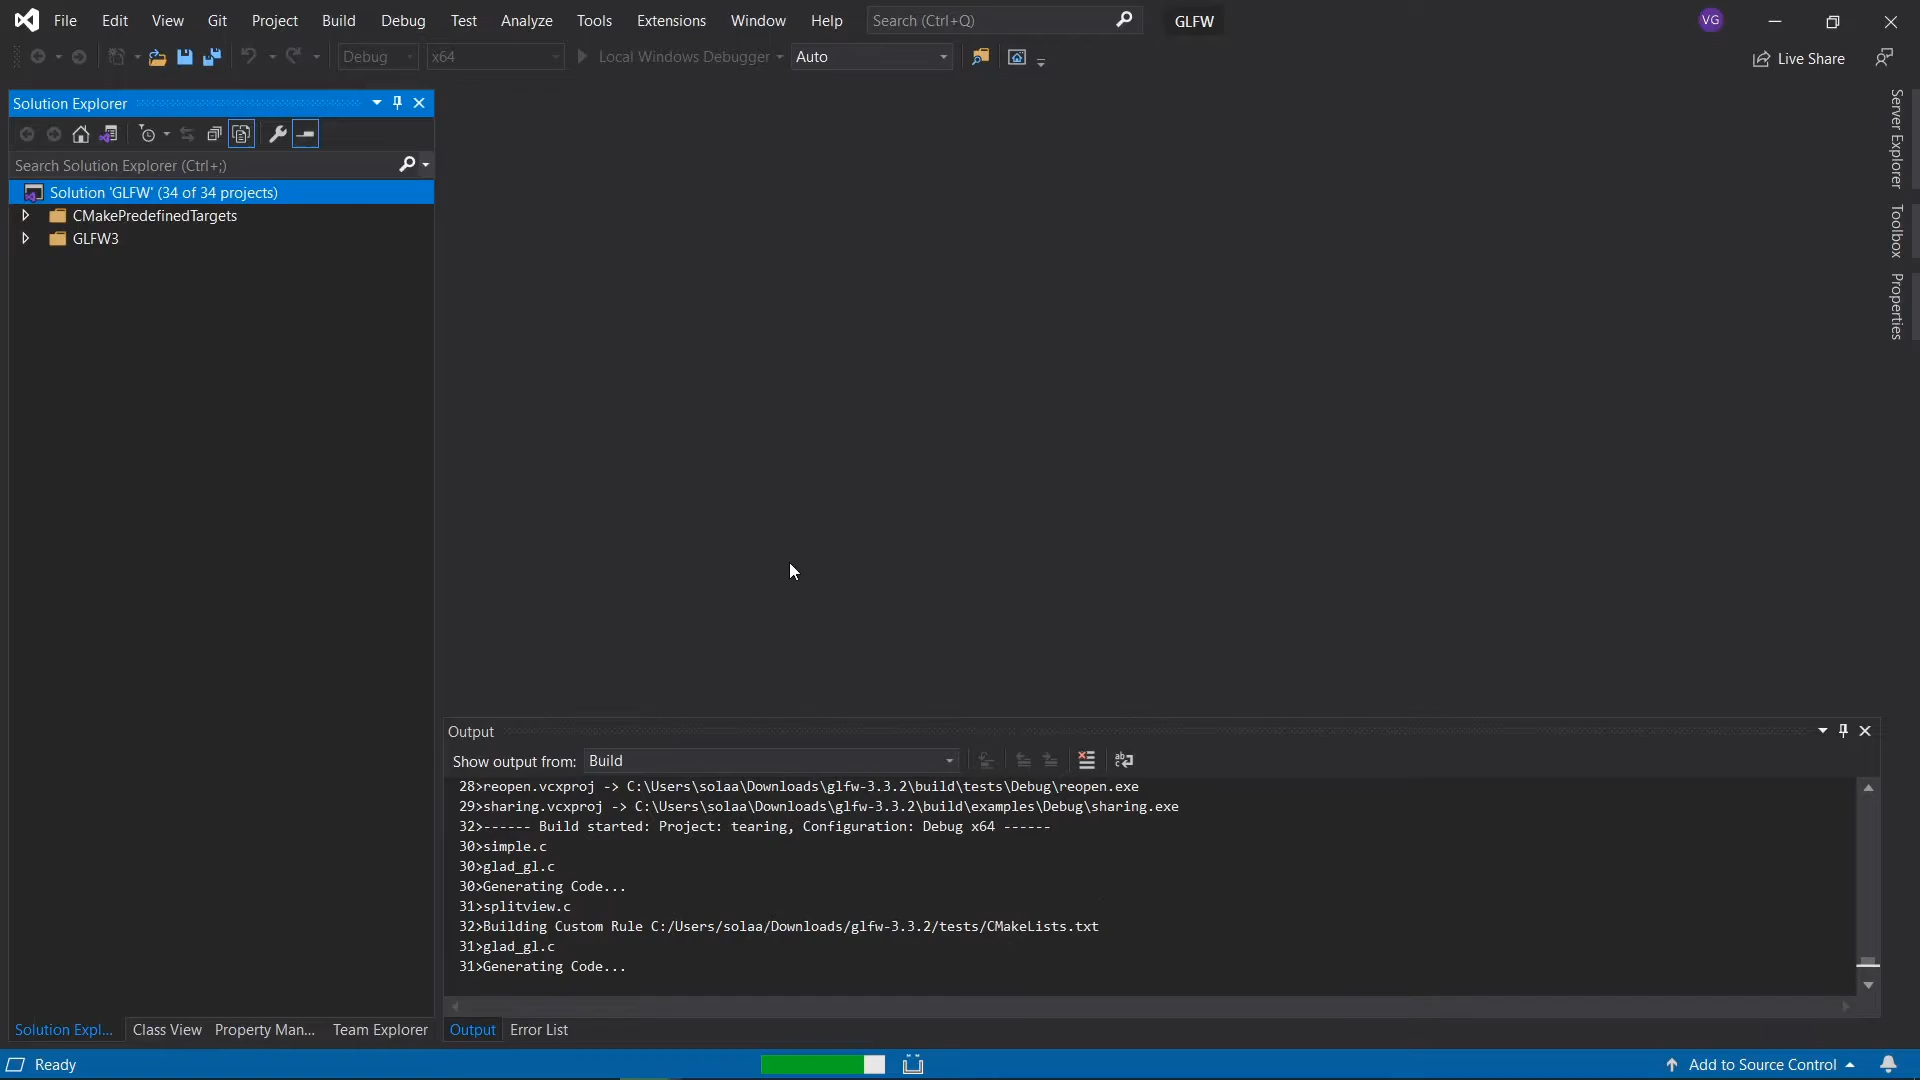 File Edit View Git Project Build Debug Test Analyze Tools Extensions Window Help Search (Ctrl+Q) GLFW VG
Debug x64 Local Windows Debugger Auto Live Share
Solution Explorer
Search Solution Explorer (Ctrl+;)
Solution 'GLFW' (34 of 34 projects)
CMakePredefinedTargets
GLFW3
Server Explorer
Toolbox
Properties
Output
Show output from: Build
28>reopen.vcxproj -> C:\Users\solaa\Downloads\glfw-3.3.2\build\tests\Debug\reopen.exe
29>sharing.vcxproj -> C:\Users\solaa\Downloads\glfw-3.3.2\build\examples\Debug\sharing.exe
32>------ Build started: Project: tearing, Configuration: Debug x64 ------
30>simple.c
30>glad_gl.c
30>Generating Code...
31>splitview.c
32>Building Custom Rule C:/Users/solaa/Downloads/glfw-3.3.2/tests/CMakeLists.txt
31>glad_gl.c
31>Generating Code...
Solution Expl... Class View Property Man... Team Explorer Output Error List
Ready Add to Source Control